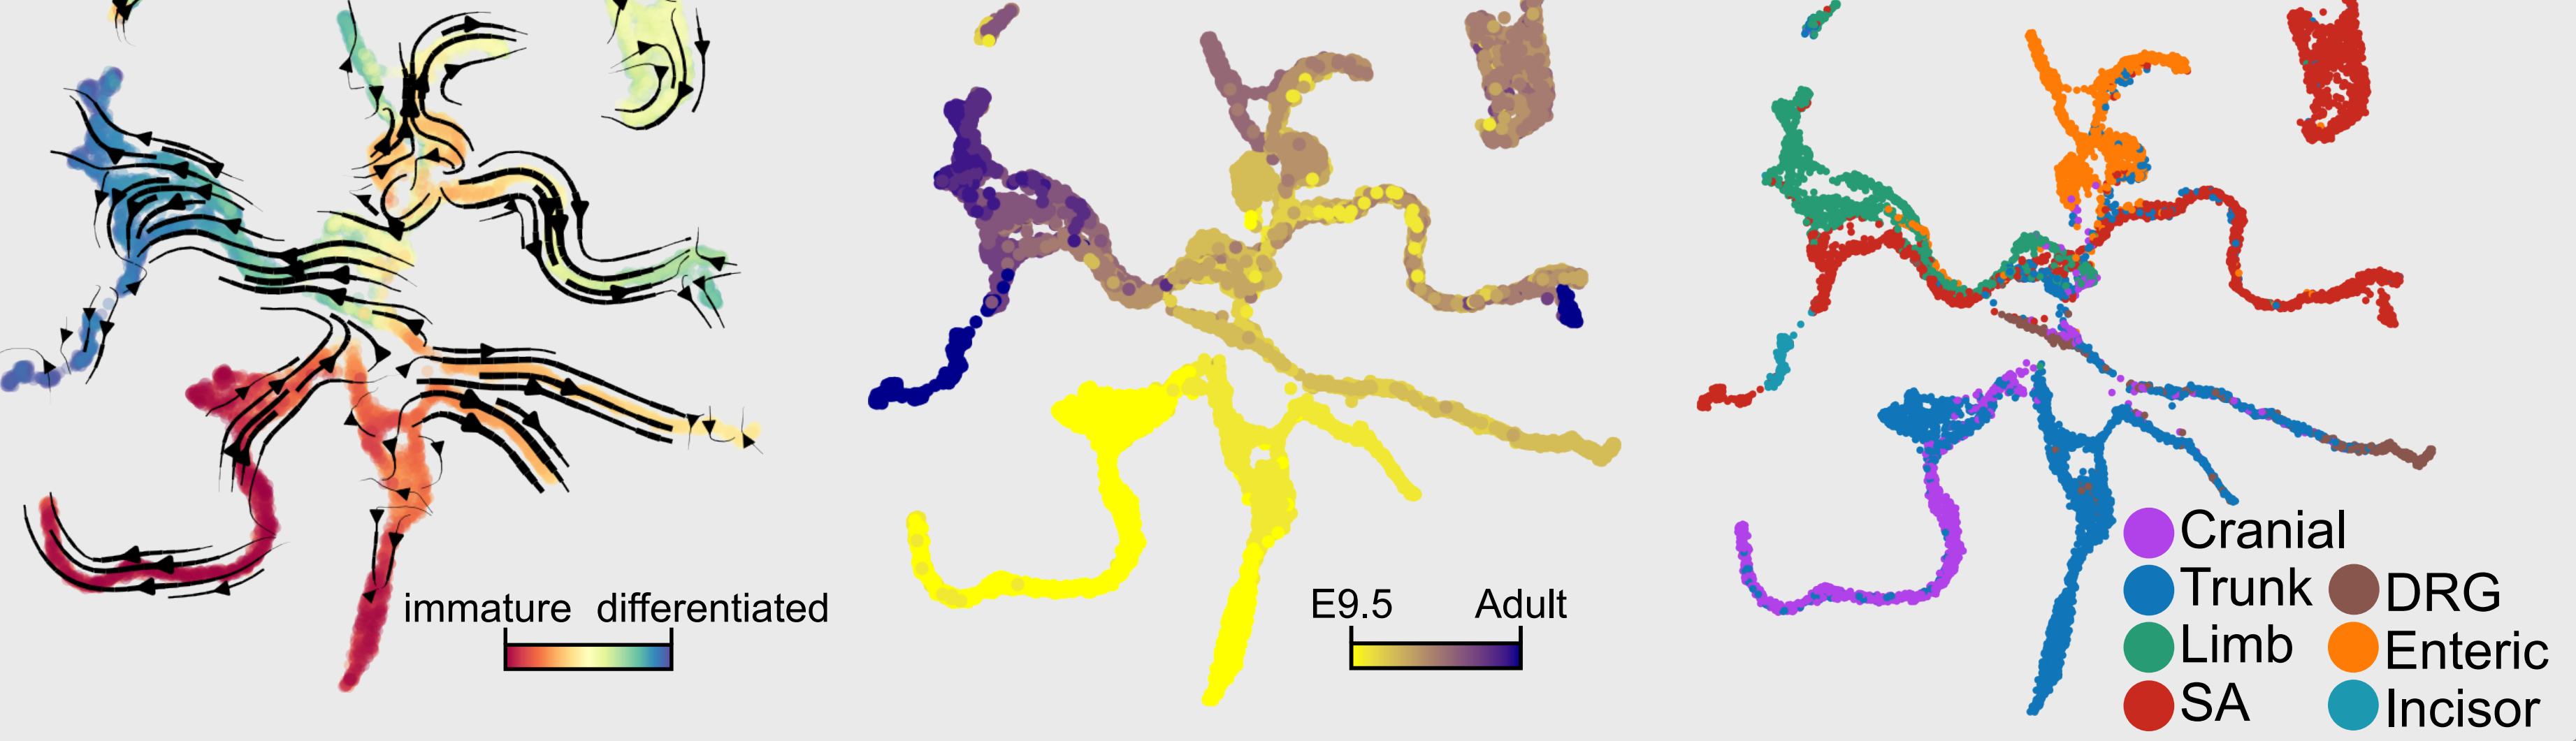 immature differentiated
E9.5 Adult
Cranial
Trunk DRG
Limb Enteric
SA Incisor